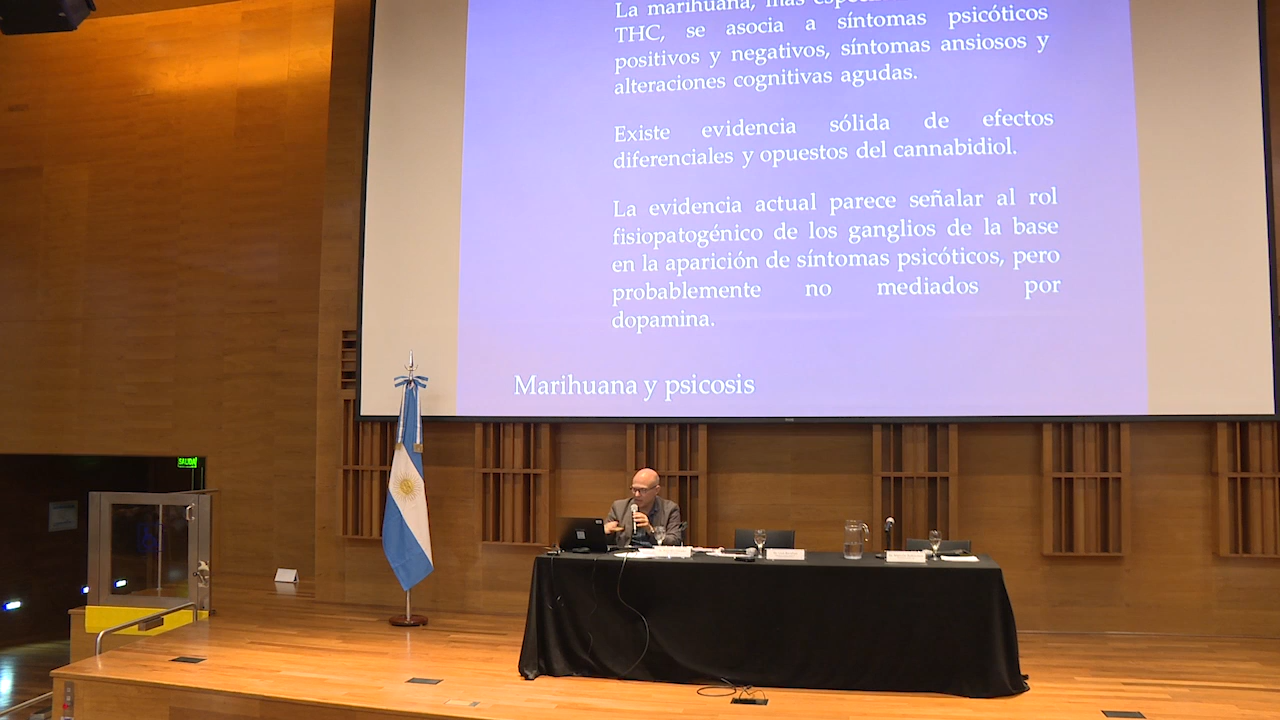 La marihuana, más
THC, se asocia a síntomas psicóticos
positivos y negativos, síntomas ansiosos y
alteraciones cognitivas agudas.
Existe evidencia sólida de efectos
diferenciales y opuestos del cannabidiol.
La evidencia actual parece señalar al rol
fisiopatogénico de los ganglios de la base
en la aparición de síntomas psicóticos, pero
probablemente no mediados por
dopamina.
Marihuana y psicosis
SALIDA